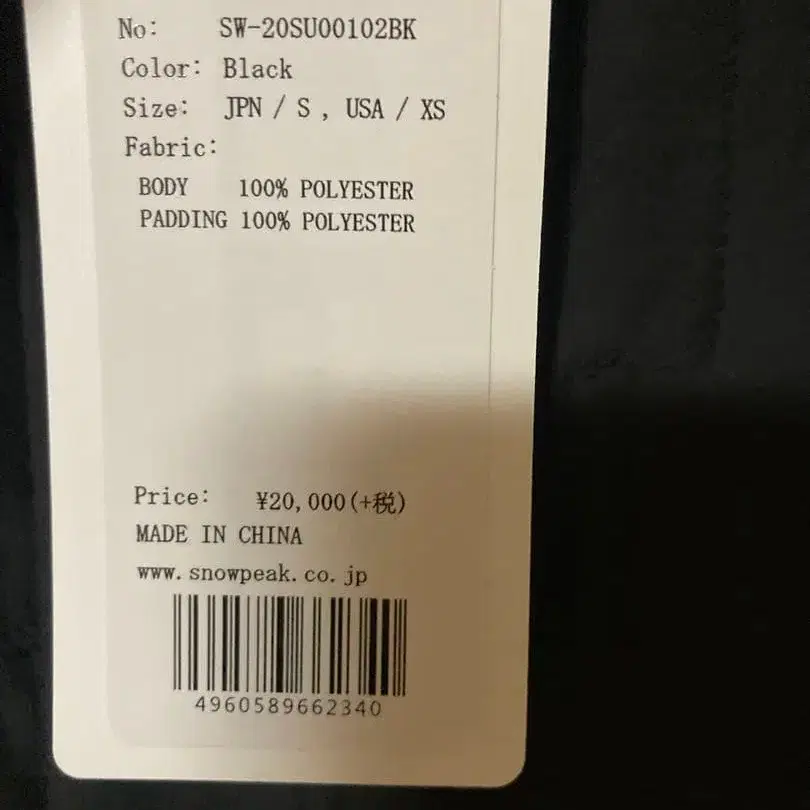 No: SW-20SU00102BK
Color: Black
Size: JPN / S , USA / XS
Fabric:
BODY 100% POLYESTER
PADDING 100% POLYESTER
Price: ¥20,000(+税)
MADE IN CHINA
www.snowpeak.co.jp
4960589662340